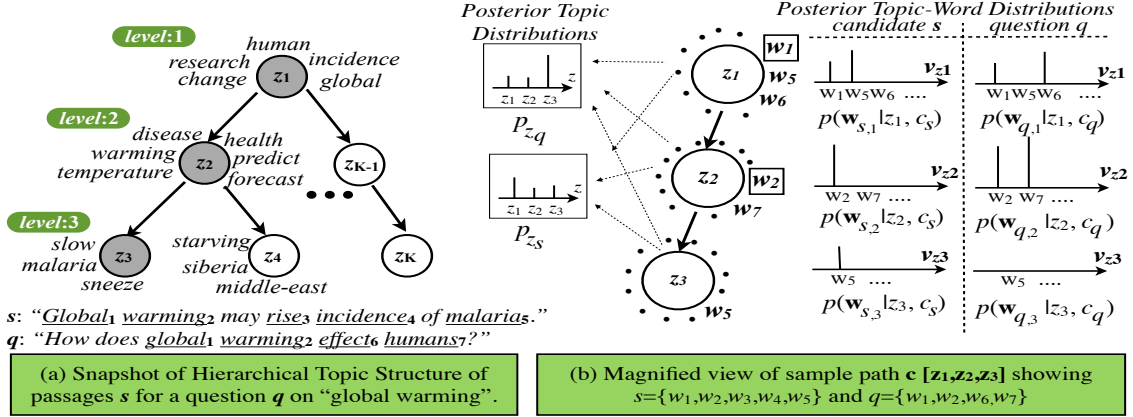 level:1
human
research
incidence
change
z1
global
level:2
disease
health
warming
z2
predict
temperature
forecast
zK-1
level:3
slow
malaria
z3
sneeze
starving
z4
siberia
middle-east
zK
s: “Global1 warming2 may rise3 incidence4 of malaria5.”
q: “How does global1 warming2 effect6 humans7?”
(a) Snapshot of Hierarchical Topic Structure of
passages s for a question q on “global warming”.
Posterior Topic
Distributions
z
z1 z2 z3
pzq
z
z1 z2 z3
pzs
z1
w1
w5
w6
z2
w2
w7
z3
w5
Posterior Topic-Word Distributions
candidate s
question q
vz1
w1w5w6 ....
p(ws,1|z1, cs)
vz1
w1w5w6 ....
p(wq,1|z1, cq)
vz2
w2 w7 ....
p(ws,2|z2, cs)
vz2
w2 w7 ....
p(wq,2|z2, cq)
vz3
w5 ....
p(ws,3|z3, cs)
vz3
w5 ....
p(wq,3|z3, cq)
(b) Magnified view of sample path c [z1,z2,z3] showing
s={w1,w2,w3,w4,w5} and q={w1,w2,w6,w7}